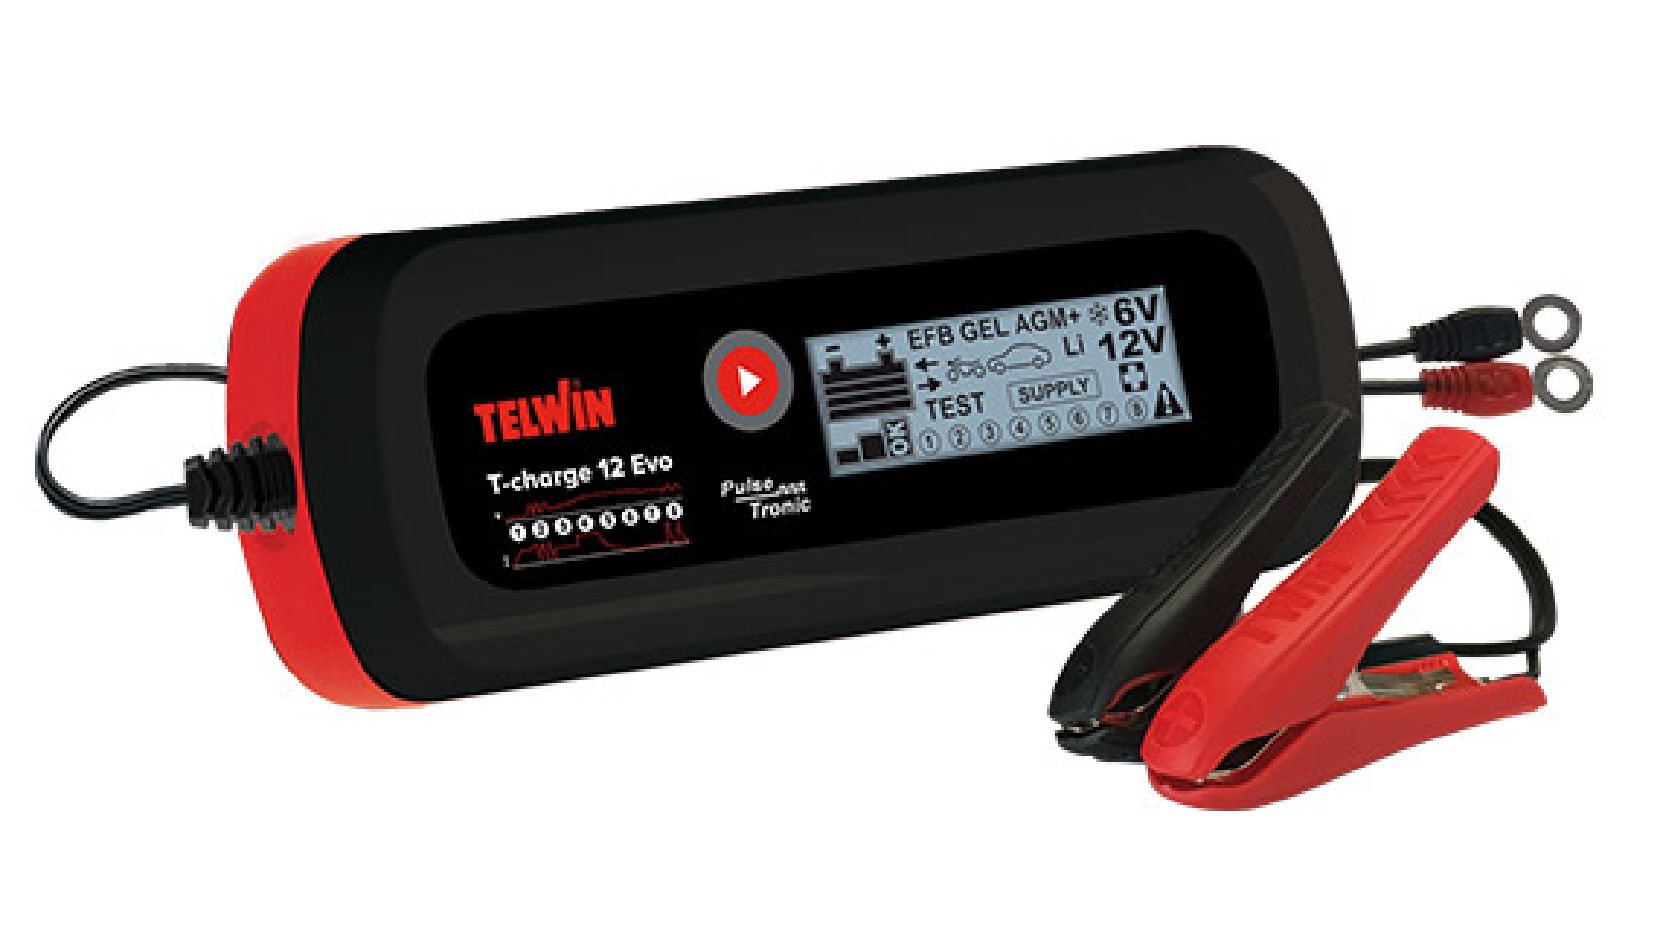 TELWIN
T-charge 12 Evo
Pulse
Tronic
- +
EFB GEL AGM+ 6V
Li 12V
TEST SUPPLY
OK 1 2 3 4 5 6 7 8
TWIN